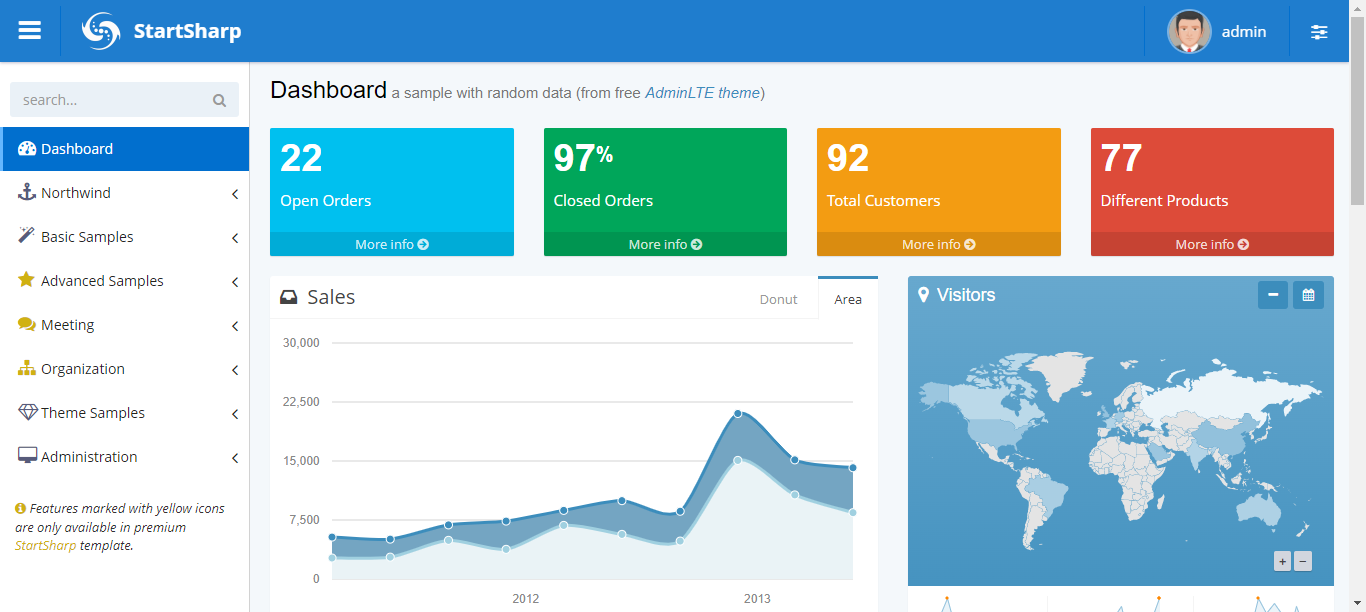 StartSharp
admin
search...
Dashboard
Northwind
Basic Samples
Advanced Samples
Meeting
Organization
Theme Samples
Administration
Features marked with yellow icons
are only available in premium
StartSharp template.
Dashboard a sample with random data (from free AdminLTE theme)
22
Open Orders
More info
97%
Closed Orders
More info
92
Total Customers
More info
77
Different Products
More info
Sales
Donut
Area
30,000
22,500
15,000
7,500
0
2012
2013
Visitors
+
−